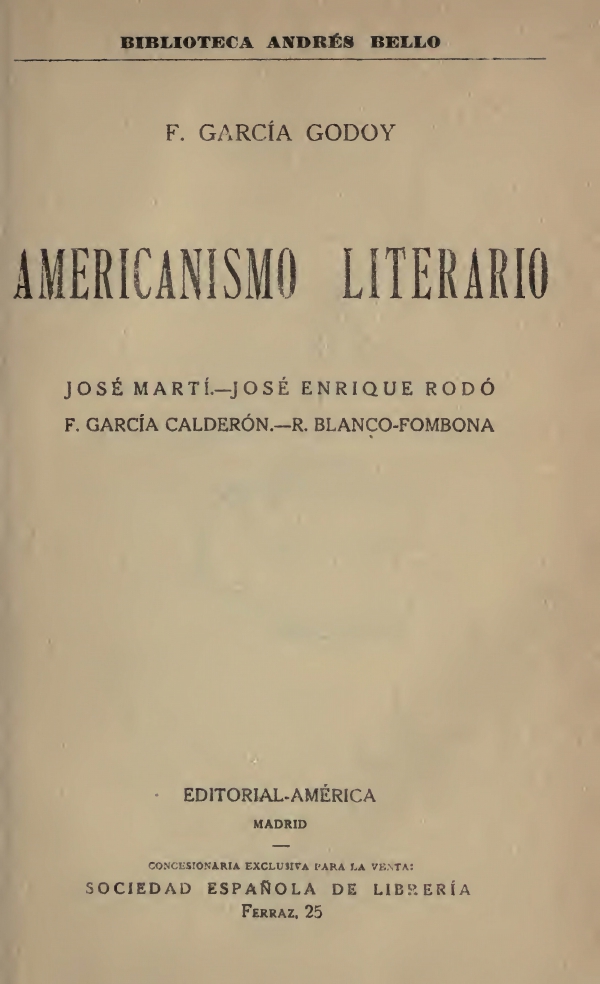 BIBLIOTECA ANDRÉS BELLO
F. GARCÍA GODOY
AMERICANISMO LITERARIO
JOSÉ MARTÍ.—JOSÉ ENRIQUE RODÓ
F. GARCÍA CALDERÓN.—R. BLANCO-FOMBONA
EDITORIAL-AMÉRICA
MADRID
CONCESIONARIA EXCLUSIVA PARA LA VENTA:
SOCIEDAD ESPAÑOLA DE LIBRERÍA
FERRAZ, 25